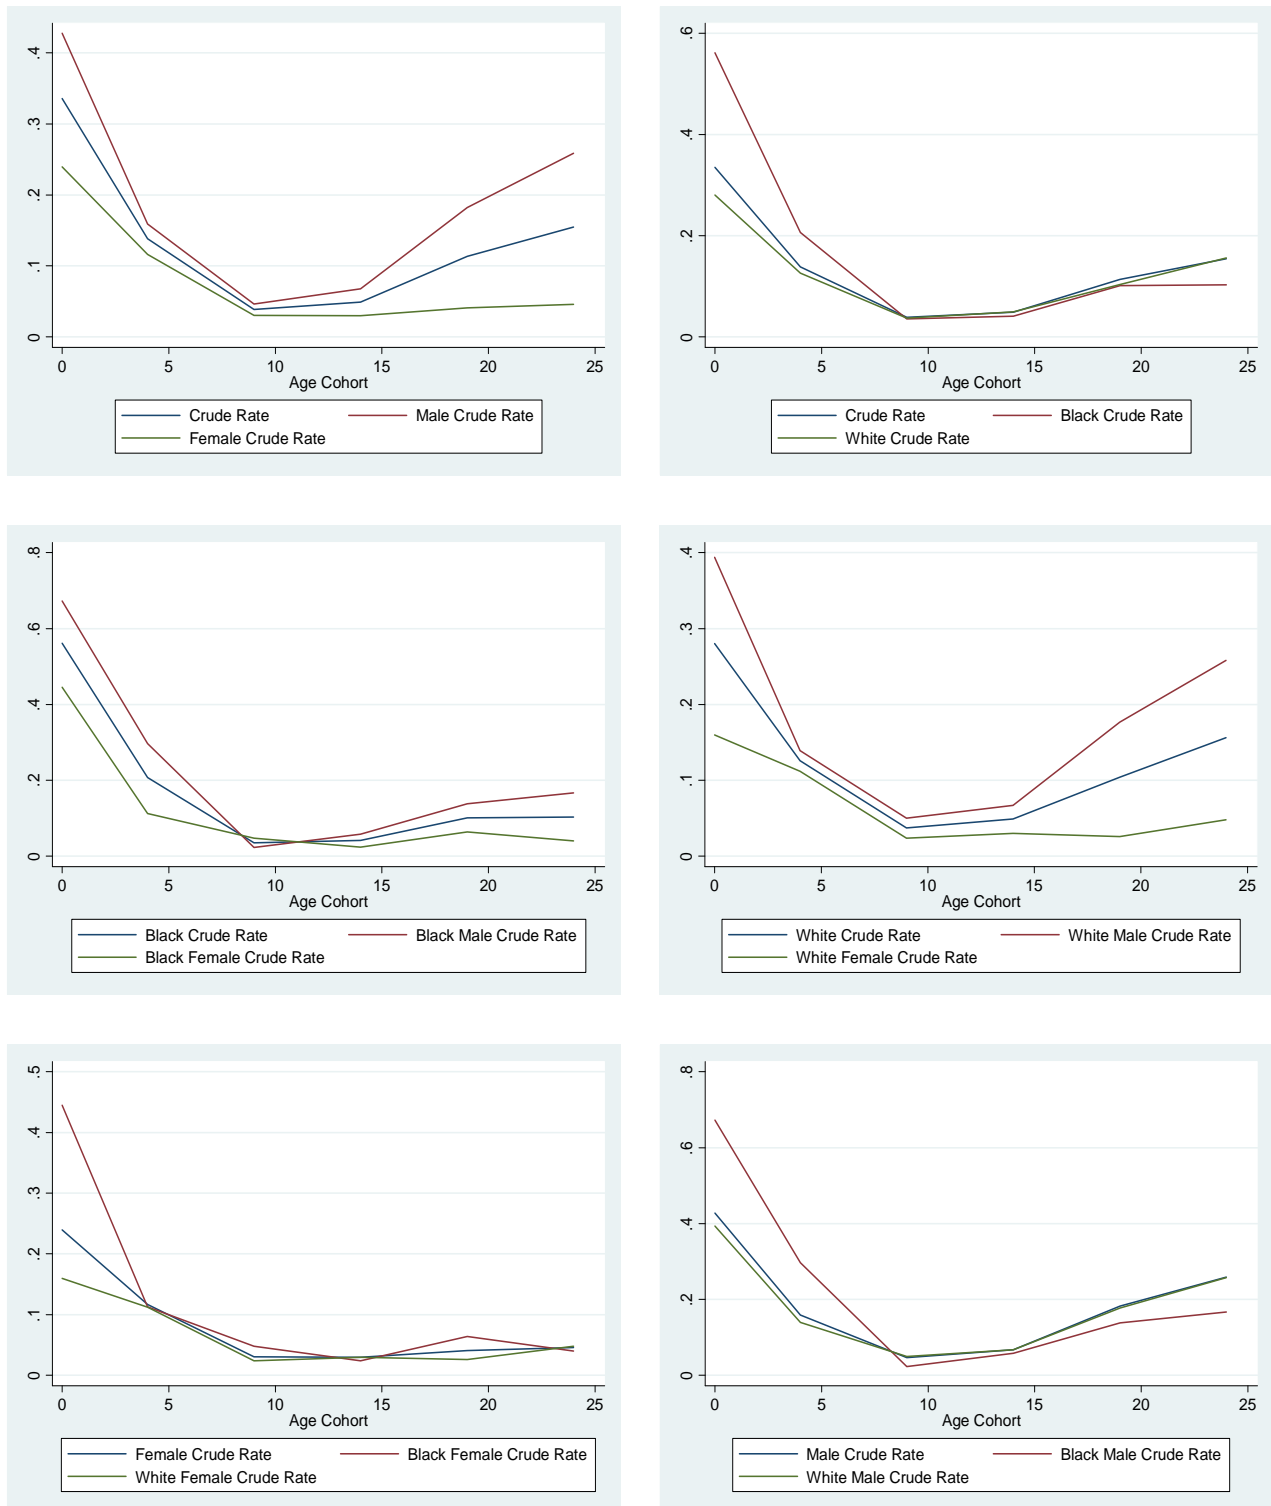 .4
.3
.2
.1
0
0 5 10 15 20 25
Age Cohort
Crude Rate Male Crude Rate
Female Crude Rate
.6
.4
.2
0
0 5 10 15 20 25
Age Cohort
Crude Rate Black Crude Rate
White Crude Rate
.8
.6
.4
.2
0
0 5 10 15 20 25
Age Cohort
Black Crude Rate Black Male Crude Rate
Black Female Crude Rate
.4
.3
.2
.1
0
0 5 10 15 20 25
Age Cohort
White Crude Rate White Male Crude Rate
White Female Crude Rate
.5
.4
.3
.2
.1
0
0 5 10 15 20 25
Age Cohort
Female Crude Rate Black Female Crude Rate
White Female Crude Rate
.8
.6
.4
.2
0
0 5 10 15 20 25
Age Cohort
Male Crude Rate Black Male Crude Rate
White Male Crude Rate